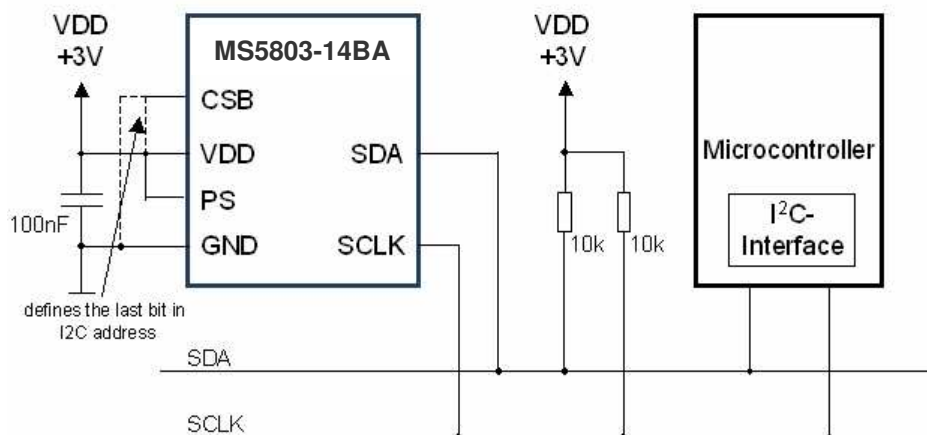 VDD
+3V
MS5803-14BA
CSB
VDD
PS
GND
SDA
SCLK
100nF
defines the last bit in
I2C address
VDD
+3V
10k
10k
Microcontroller
I²C-
Interface
SDA
SCLK